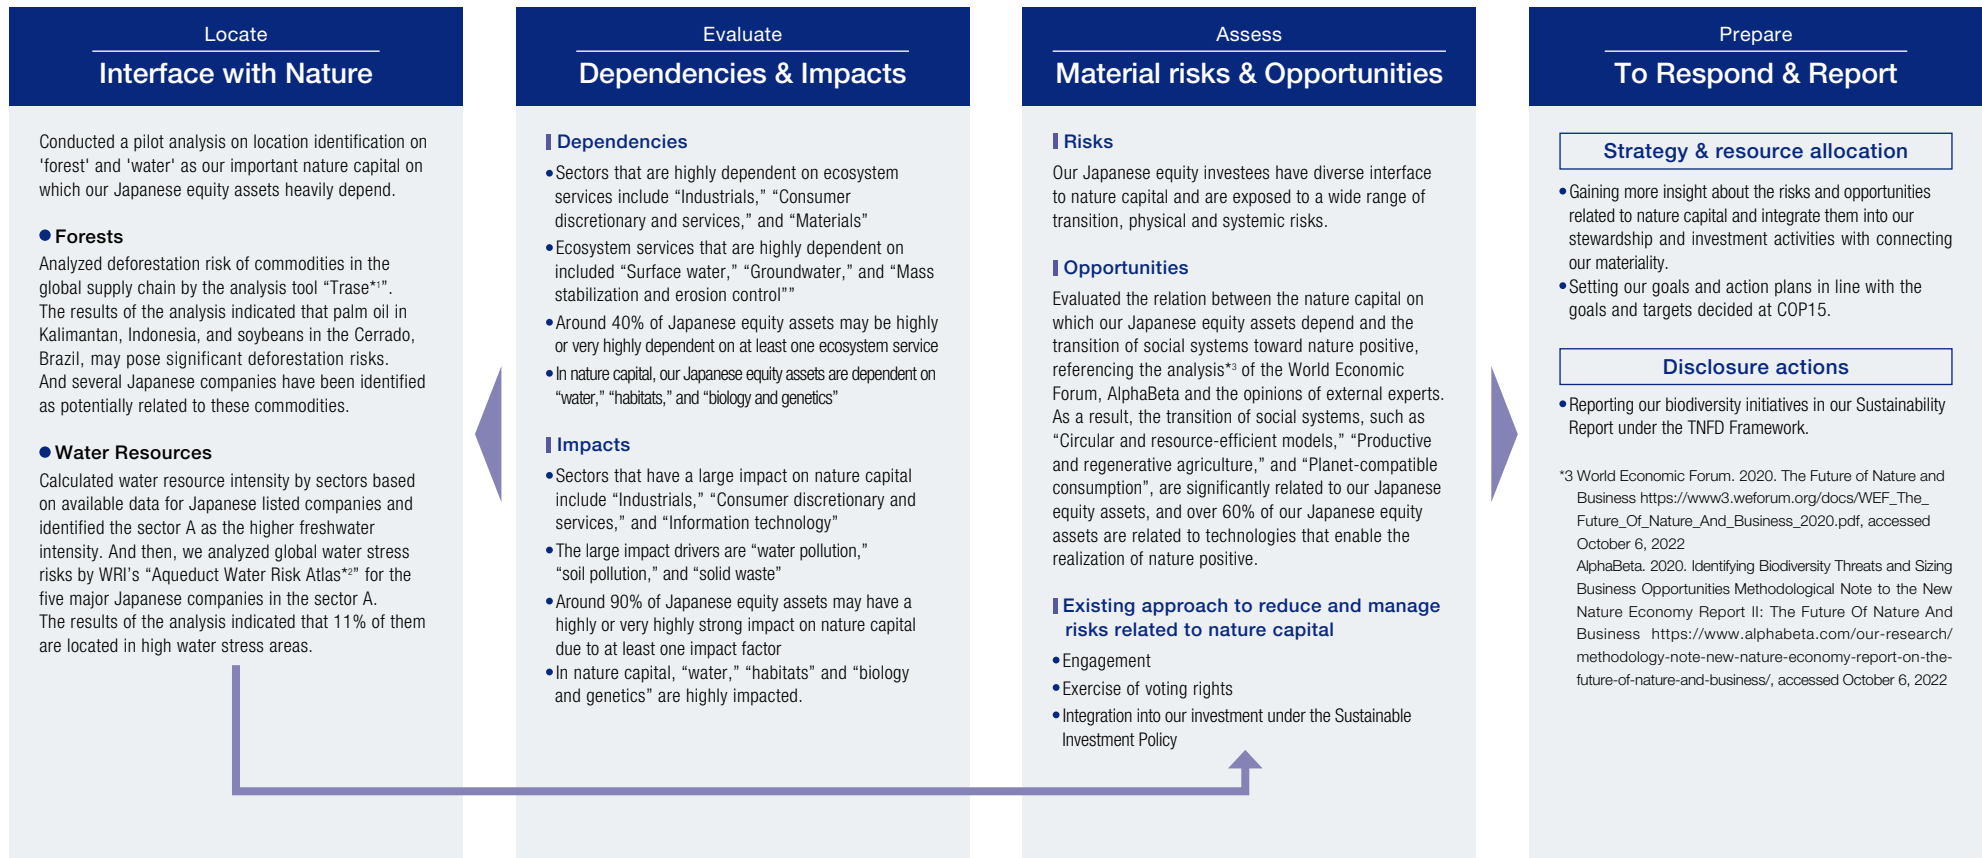 Locate
Interface with Nature
Conducted a pilot analysis on location identification on
'forest' and 'water' as our important nature capital on
which our Japanese equity assets heavily depend.
● Forests
Analyzed deforestation risk of commodities in the
global supply chain by the analysis tool “Trase*1”.
The results of the analysis indicated that palm oil in
Kalimantan, Indonesia, and soybeans in the Cerrado,
Brazil, may pose significant deforestation risks.
And several Japanese companies have been identified
as potentially related to these commodities.
● Water Resources
Calculated water resource intensity by sectors based
on available data for Japanese listed companies and
identified the sector A as the higher freshwater
intensity. And then, we analyzed global water stress
risks by WRI’s “Aqueduct Water Risk Atlas*2” for the
five major Japanese companies in the sector A.
The results of the analysis indicated that 11% of them
are located in high water stress areas.
Evaluate
Dependencies & Impacts
Dependencies
• Sectors that are highly dependent on ecosystem
services include “Industrials,” “Consumer
discretionary and services,” and “Materials”
• Ecosystem services that are highly dependent on
included “Surface water,” “Groundwater,” and “Mass
stabilization and erosion control””
• Around 40% of Japanese equity assets may be highly
or very highly dependent on at least one ecosystem service
• In nature capital, our Japanese equity assets are dependent on
“water,” “habitats,” and “biology and genetics”
Impacts
• Sectors that have a large impact on nature capital
include “Industrials,” “Consumer discretionary and
services,” and “Information technology”
• The large impact drivers are “water pollution,”
“soil pollution,” and “solid waste”
• Around 90% of Japanese equity assets may have a
highly or very highly strong impact on nature capital
due to at least one impact factor
• In nature capital, “water,” “habitats” and “biology
and genetics” are highly impacted.
Assess
Material risks & Opportunities
Risks
Our Japanese equity investees have diverse interface
to nature capital and are exposed to a wide range of
transition, physical and systemic risks.
Opportunities
Evaluated the relation between the nature capital on
which our Japanese equity assets depend and the
transition of social systems toward nature positive,
referencing the analysis*3 of the World Economic
Forum, AlphaBeta and the opinions of external experts.
As a result, the transition of social systems, such as
“Circular and resource-efficient models,” “Productive
and regenerative agriculture,” and “Planet-compatible
consumption”, are significantly related to our Japanese
equity assets, and over 60% of our Japanese equity
assets are related to technologies that enable the
realization of nature positive.
Existing approach to reduce and manage
risks related to nature capital
• Engagement
• Exercise of voting rights
• Integration into our investment under the Sustainable
Investment Policy
Prepare
To Respond & Report
Strategy & resource allocation
• Gaining more insight about the risks and opportunities
related to nature capital and integrate them into our
stewardship and investment activities with connecting
our materiality.
• Setting our goals and action plans in line with the
goals and targets decided at COP15.
Disclosure actions
• Reporting our biodiversity initiatives in our Sustainability
Report under the TNFD Framework.
*3 World Economic Forum. 2020. The Future of Nature and
Business https://www3.weforum.org/docs/WEF_The_
Future_Of_Nature_And_Business_2020.pdf, accessed
October 6, 2022
AlphaBeta. 2020. Identifying Biodiversity Threats and Sizing
Business Opportunities Methodological Note to the New
Nature Economy Report II: The Future Of Nature And
Business https://www.alphabeta.com/our-research/
methodology-note-new-nature-economy-report-on-the-
future-of-nature-and-business/, accessed October 6, 2022